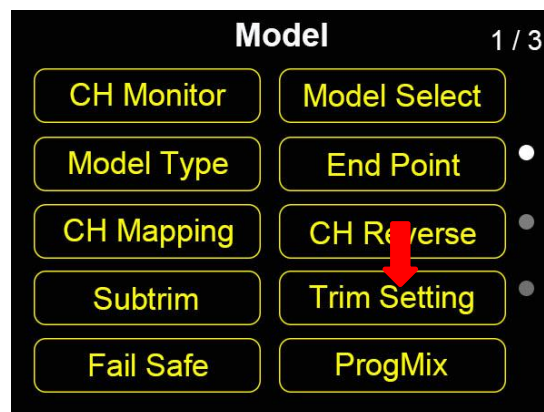 Model
1 / 3
CH Monitor
Model Select
Model Type
End Point
CH Mapping
CH Reverse
Subtrim
Trim Setting
Fail Safe
ProgMix